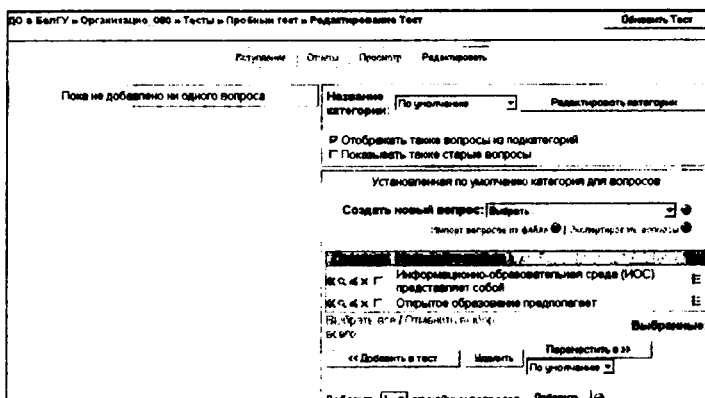 ДО в БелГУ » Организацию_080 » Тесты » Пробный тест » Редактирование Тест
Обновить Тест
Вступление Отчеты Просмотр Редактировать
Пока не добавлено ни одного вопроса
Название категории: По умолчанию Редактировать категории
Отображать также вопросы из подкатегорий
Показывать также старые вопросы
Установленная по умолчанию категория для вопросов
Создать новый вопрос: Выбрать
Импорт вопросов из файла | Экспортировать вопросы
Информационно-образовательная среда (ИОС)
представляет собой
Открытое образование предполагает
Выбрать все / Отменить выбор
Выбранные
всего
<< Добавить в тест Удалить Переместить в >>
По умолчанию
Добавить